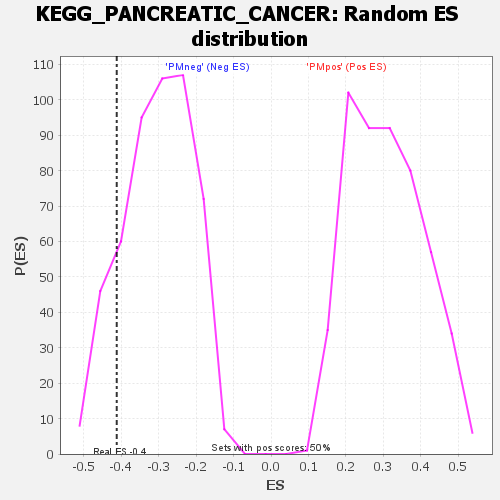 KEGG_PANCREATIC_CANCER: Random ES
distribution
'PMneg' (Neg ES) 'PMpos' (Pos ES)
110
100
90
80
70
60
50
40
30
20
10
0
P(ES)
Real ES -0.4
Sets with pos scores: 50%
-0.5 -0.4 -0.3 -0.2 -0.1 0.0 0.1 0.2 0.3 0.4 0.5
ES